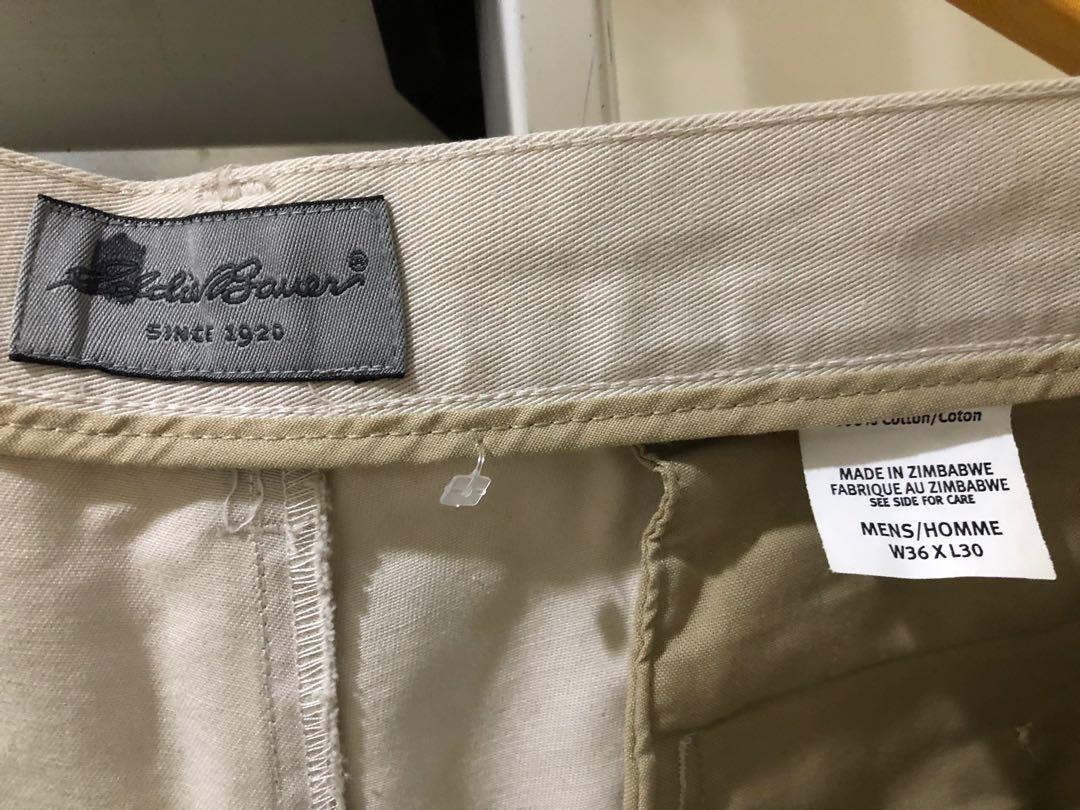 Eddie Bauer®
SINCE 1920
100% Cotton/Coton
MADE IN ZIMBABWE
FABRIQUE AU ZIMBABWE
SEE SIDE FOR CARE
MENS/HOMME
W36 X L30